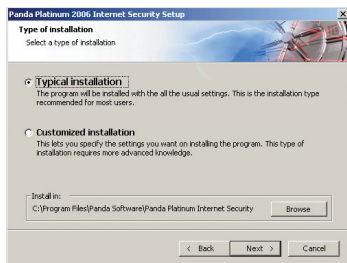 Panda Platinum 2006 Internet Security Setup
Type of installation
Select a type of installation
Typical installation
The program will be installed with the all the usual settings. This is the installation type
recommended for most users.
Customized installation
This lets you specify the settings you want on installing the program. This type of
installation requires more advanced knowledge.
Install in:
C:\Program Files\Panda Software\Panda Platinum Internet Security
Browse
< Back
Next >
Cancel